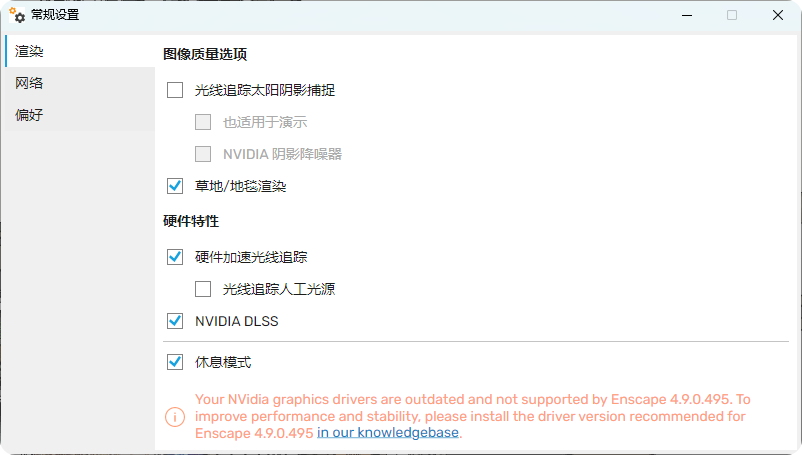 常规设置
渲染
网络
偏好
图像质量选项
光线追踪太阳阴影捕捉
也适用于演示
NVIDIA 阴影降噪器
草地/地毯渲染
硬件特性
硬件加速光线追踪
光线追踪人工光源
NVIDIA DLSS
休息模式
Your NVidia graphics drivers are outdated and not supported by Enscape 4.9.0.495. To
improve performance and stability, please install the driver version recommended for
Enscape 4.9.0.495 in our knowledgebase.